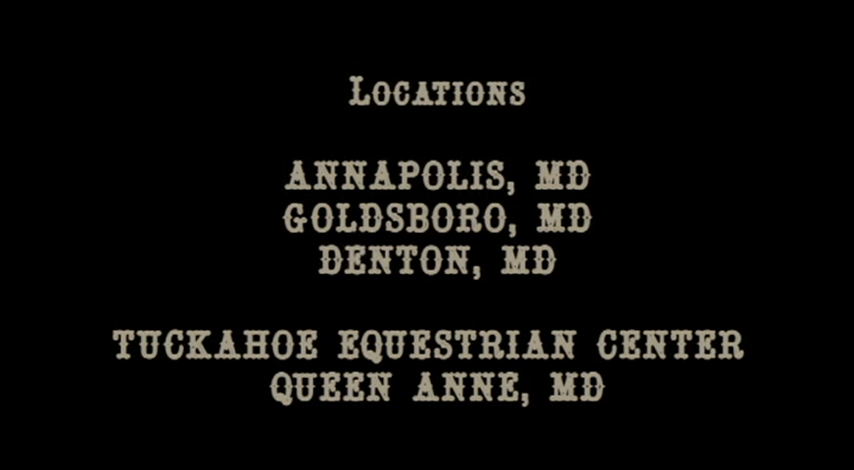 Locations
ANNAPOLIS, MD
GOLDSBORO, MD
DENTON, MD
TUCKAHOE EQUESTRIAN CENTER
QUEEN ANNE, MD